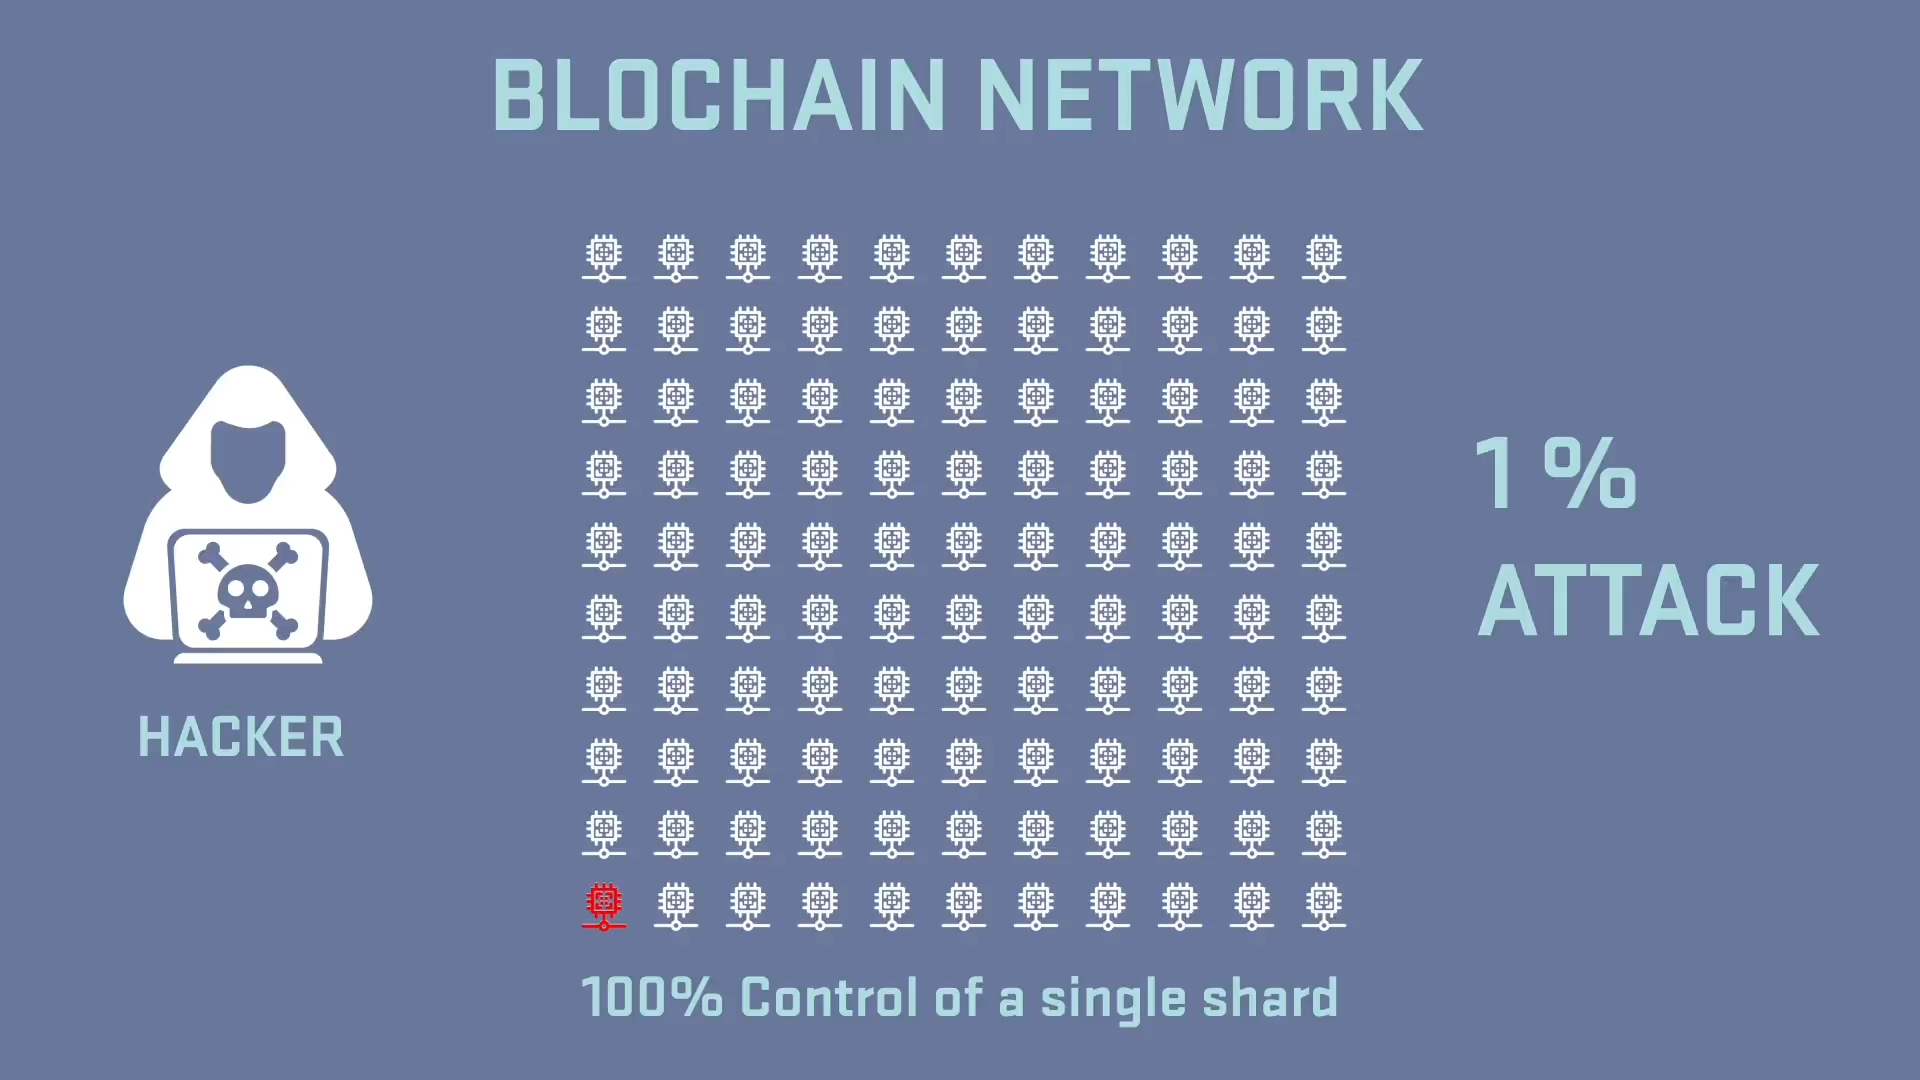 BLOCHAIN NETWORK
HACKER
1 %
ATTACK
100% Control of a single shard